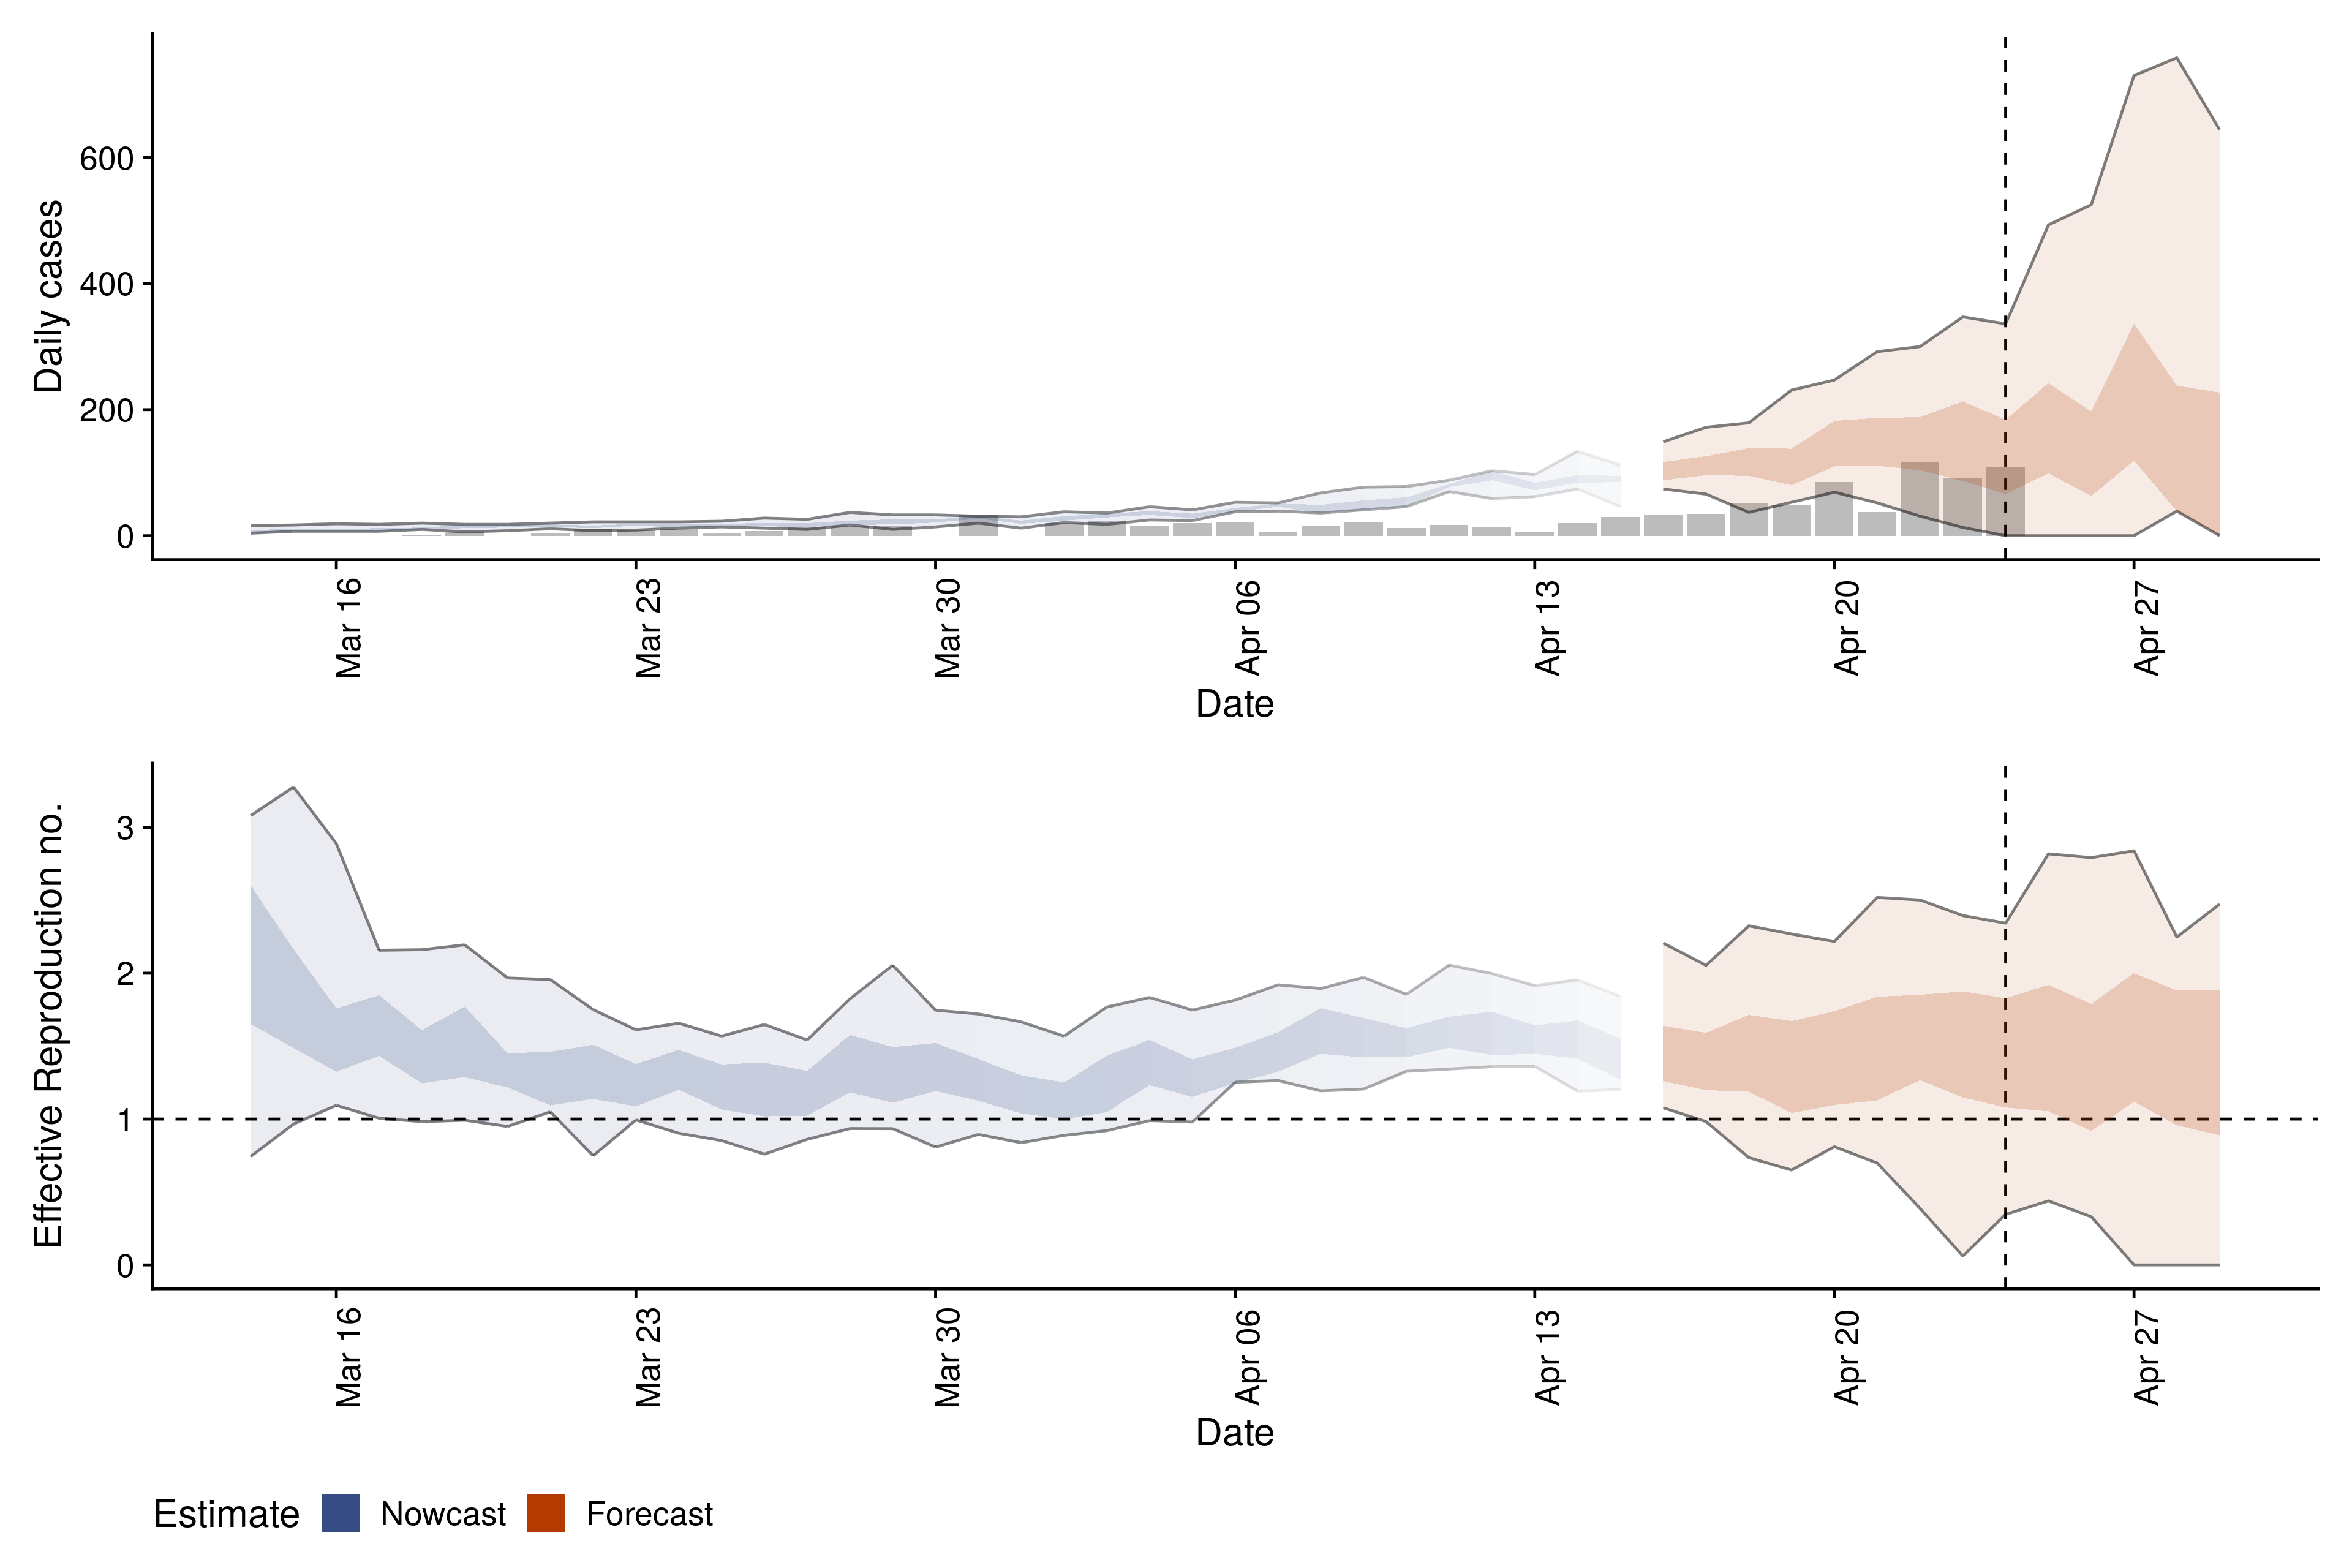 Daily cases
600
400
200
0
Mar 16
Mar 23
Mar 30
Apr 06
Apr 13
Apr 20
Apr 27
Date
Effective Reproduction no.
3
2
1
0
Mar 16
Mar 23
Mar 30
Apr 06
Apr 13
Apr 20
Apr 27
Date
Estimate Nowcast Forecast